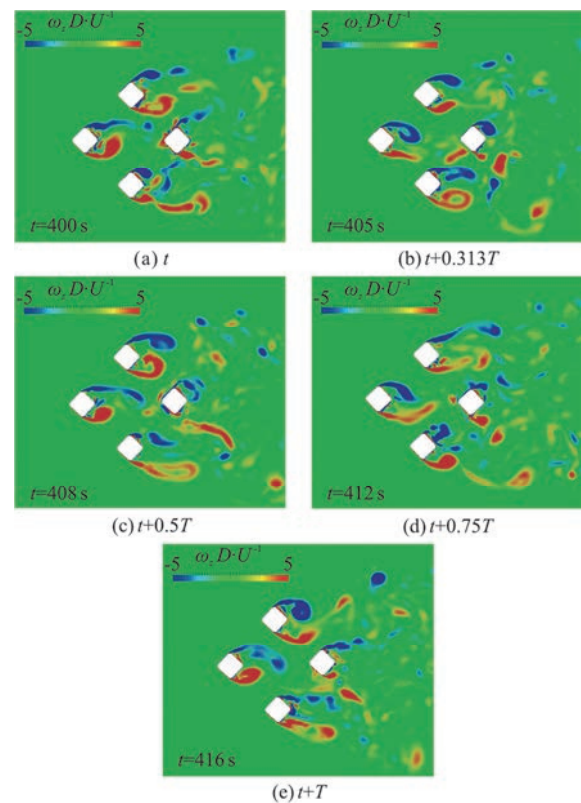 ω_z D·U⁻¹
-5 5
t=400 s
(a) t
ω_z D·U⁻¹
-5 5
t=405 s
(b) t+0.313T
ω_z D·U⁻¹
-5 5
t=408 s
(c) t+0.5T
ω_z D·U⁻¹
-5 5
t=412 s
(d) t+0.75T
ω_z D·U⁻¹
-5 5
t=416 s
(e) t+T